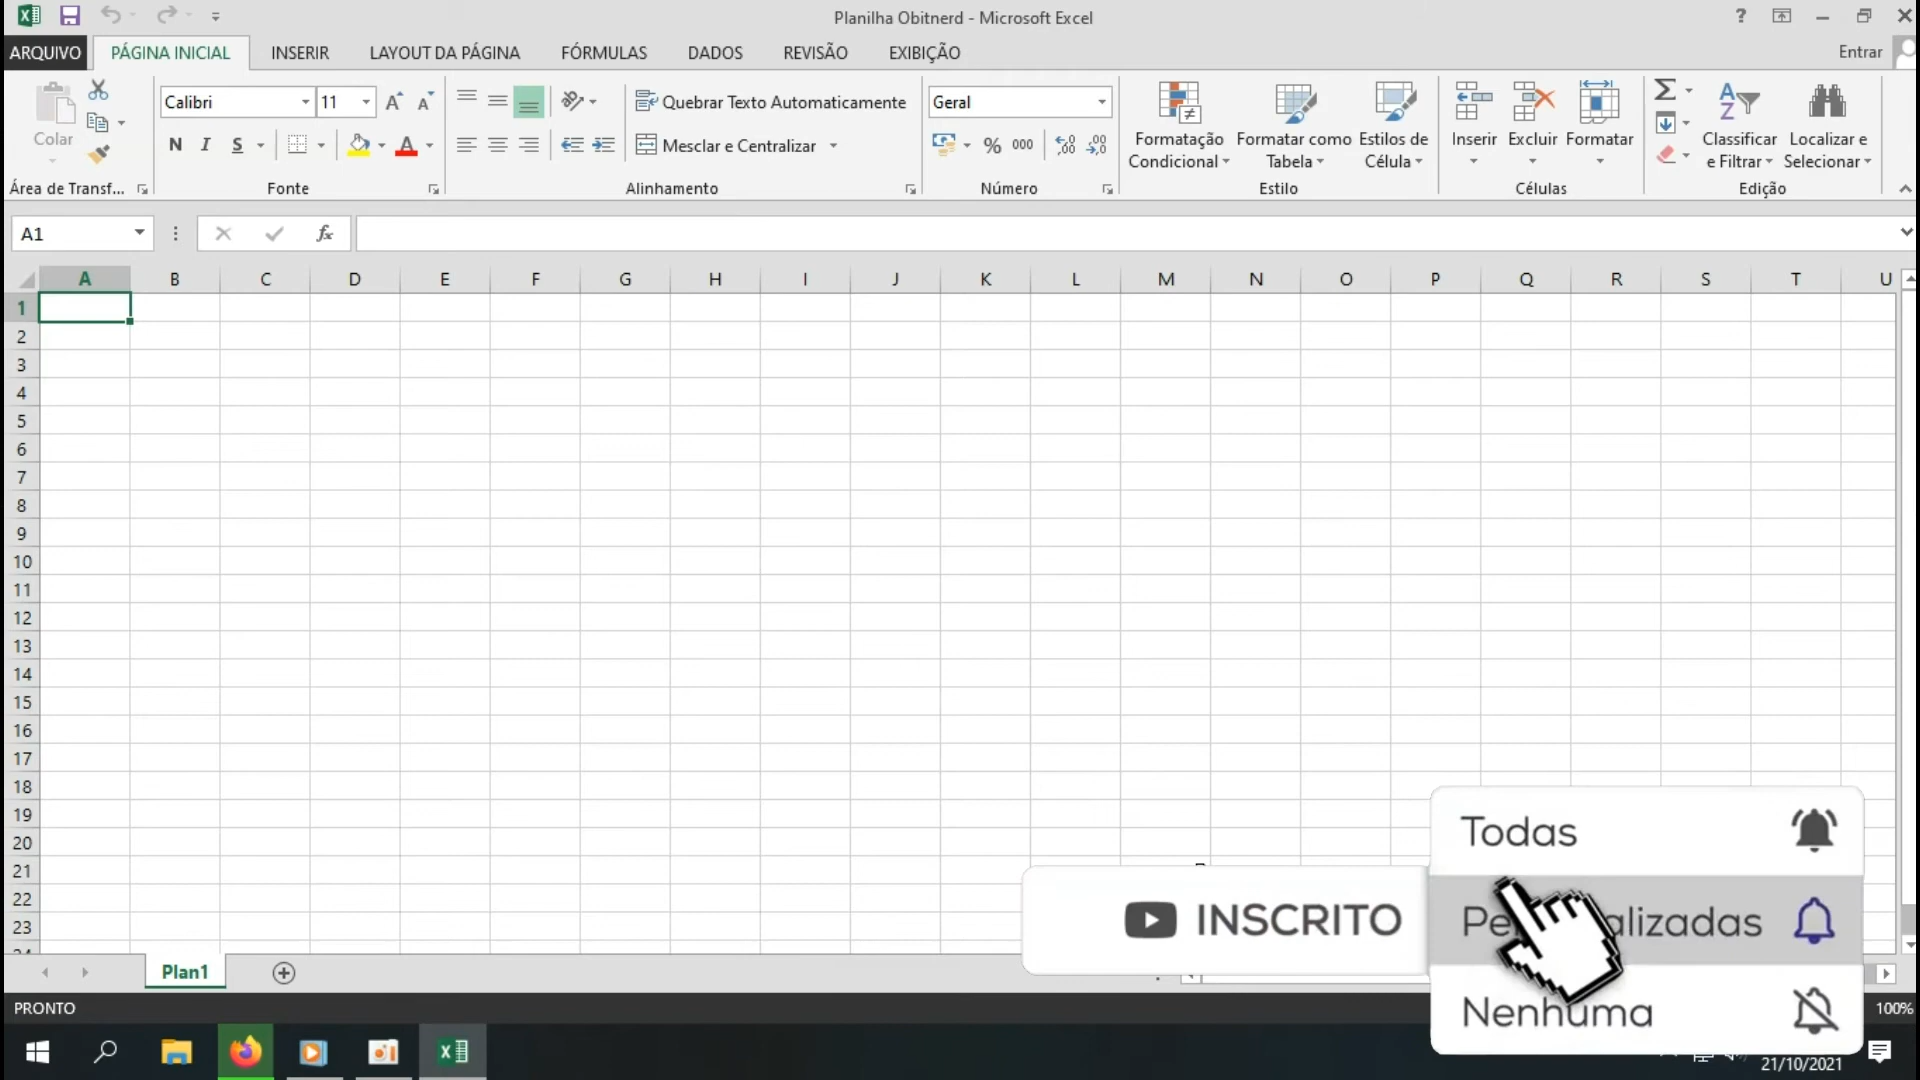 Planilha Obitnerd - Microsoft Excel
?
ARQUIVO PÁGINA INICIAL INSERIR LAYOUT DA PÁGINA FÓRMULAS DADOS REVISÃO EXIBIÇÃO Entrar
Colar Calibri 11 Quebrar Texto Automaticamente Geral
N I S A Mesclar e Centralizar % 000 ,00
Formatação Condicional
Formatar como Tabela
Estilos de Célula
Inserir Excluir Formatar
Classificar e Filtrar
Localizar e Selecionar
Área de Transf... Fonte Alinhamento Número Estilo Células Edição
A1 fx
A B C D E F G H I J K L M N O P Q R S T U
1
2
3
4
5
6
7
8
9
10
11
12
13
14
15
16
17
18
19
20
21
22
23
Todas
INSCRITO
Nenhuma
Plan1
PRONTO 100%
21/10/2021